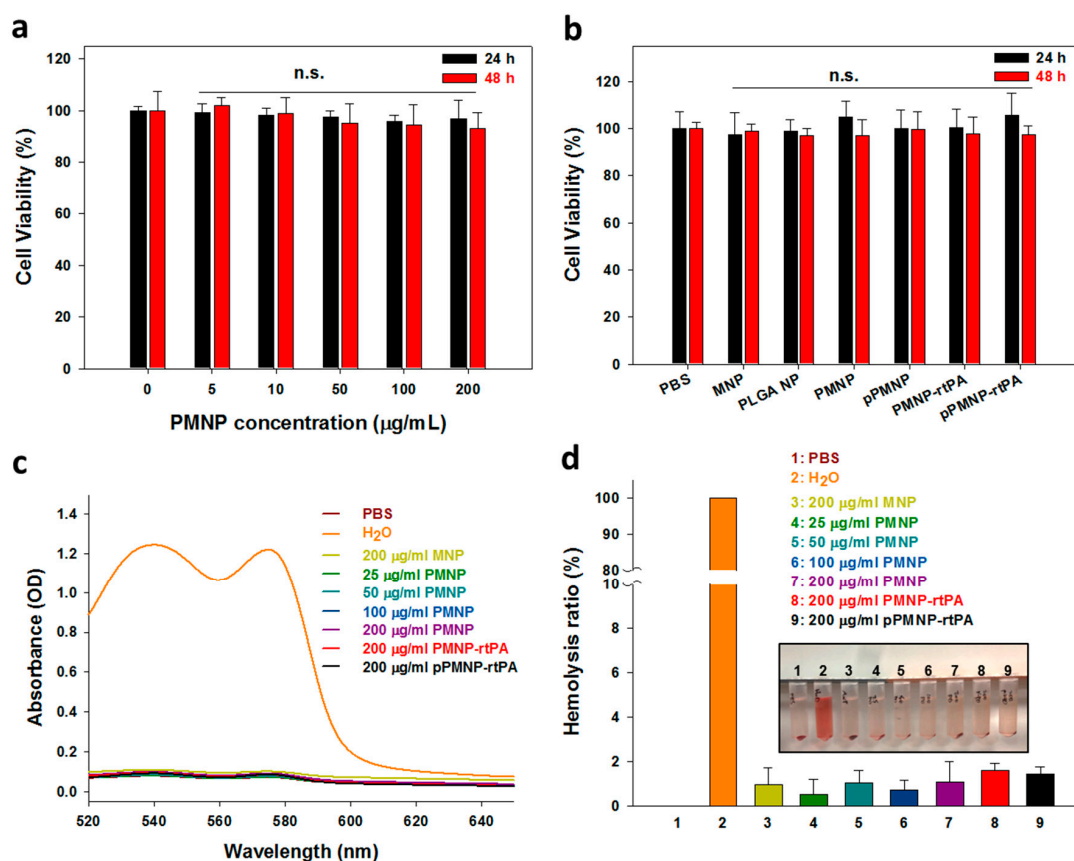 a
120
100
80
60
40
20
0
Cell Viability (%)
n.s.
24 h
48 h
0 5 10 50 100 200
PMNP concentration (μg/mL)
b
120
100
80
60
40
20
0
Cell Viability (%)
n.s.
24 h
48 h
PBS MNP PLGA NP PMNP pPMNP PMNP-rtPA pPMNP-rtPA
c
1.4
1.2
1.0
0.8
0.6
0.4
0.2
0.0
Absorbance (OD)
PBS
H2O
200 μg/ml MNP
25 μg/ml PMNP
50 μg/ml PMNP
100 μg/ml PMNP
200 μg/ml PMNP
200 μg/ml PMNP-rtPA
200 μg/ml pPMNP-rtPA
520 540 560 580 600 620 640
Wavelength (nm)
d
100
90
80
10
8
6
4
2
0
Hemolysis ratio (%)
1: PBS
2: H2O
3: 200 μg/ml MNP
4: 25 μg/ml PMNP
5: 50 μg/ml PMNP
6: 100 μg/ml PMNP
7: 200 μg/ml PMNP
8: 200 μg/ml PMNP-rtPA
9: 200 μg/ml pPMNP-rtPA
1 2 3 4 5 6 7 8 9
1 2 3 4 5 6 7 8 9